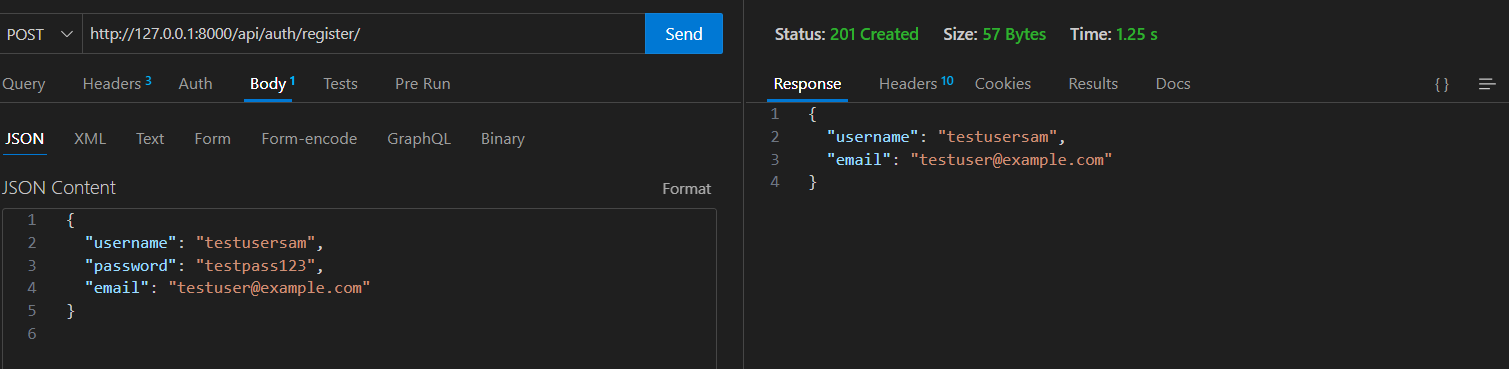 POST http://127.0.0.1:8000/api/auth/register/ Send
Query Headers 3 Auth Body 1 Tests Pre Run
JSON XML Text Form Form-encode GraphQL Binary
JSON Content Format
1 {
2 "username": "testusersam",
3 "password": "testpass123",
4 "email": "testuser@example.com"
5 }
6
Status: 201 Created Size: 57 Bytes Time: 1.25 s
Response Headers 10 Cookies Results Docs { }
1 {
2 "username": "testusersam",
3 "email": "testuser@example.com"
4 }